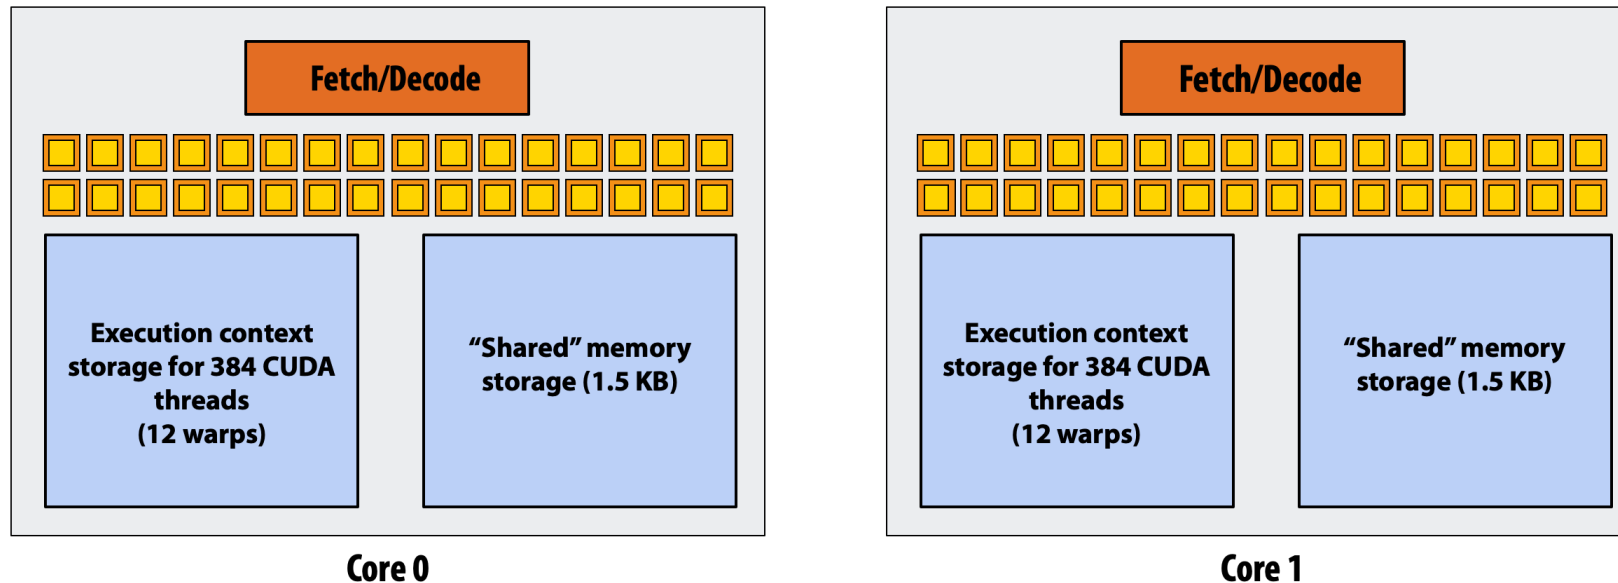 Fetch/Decode
Execution context
storage for 384 CUDA
threads
(12 warps)
“Shared” memory
storage (1.5 KB)
Core 0
Fetch/Decode
Execution context
storage for 384 CUDA
threads
(12 warps)
“Shared” memory
storage (1.5 KB)
Core 1